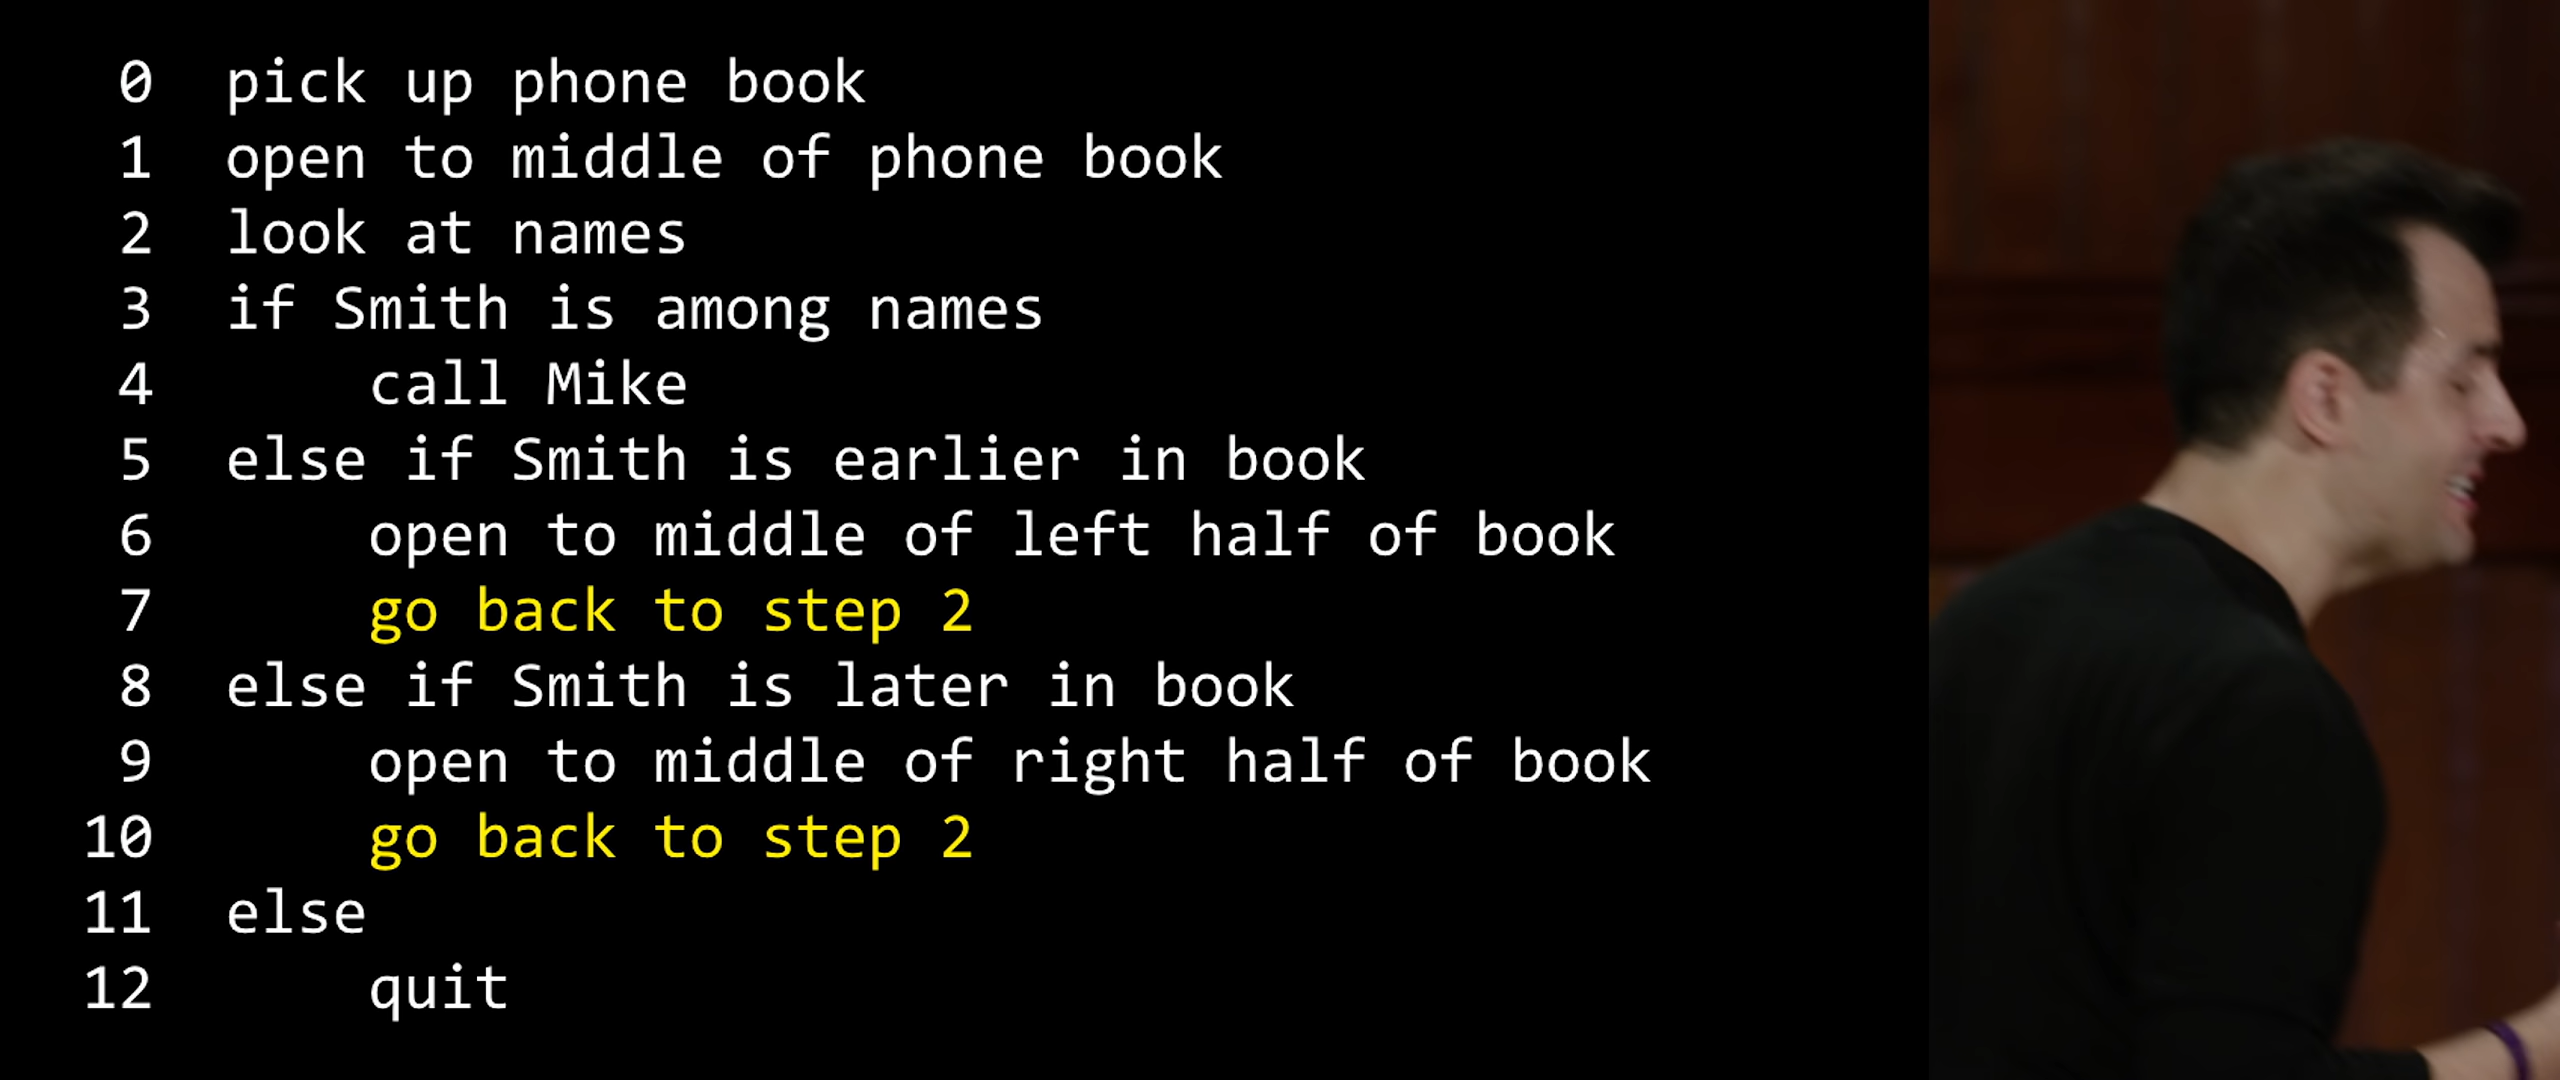 0 pick up phone book
1 open to middle of phone book
2 look at names
3 if Smith is among names
4     call Mike
5 else if Smith is earlier in book
6     open to middle of left half of book
7     go back to step 2
8 else if Smith is later in book
9     open to middle of right half of book
10     go back to step 2
11 else
12     quit